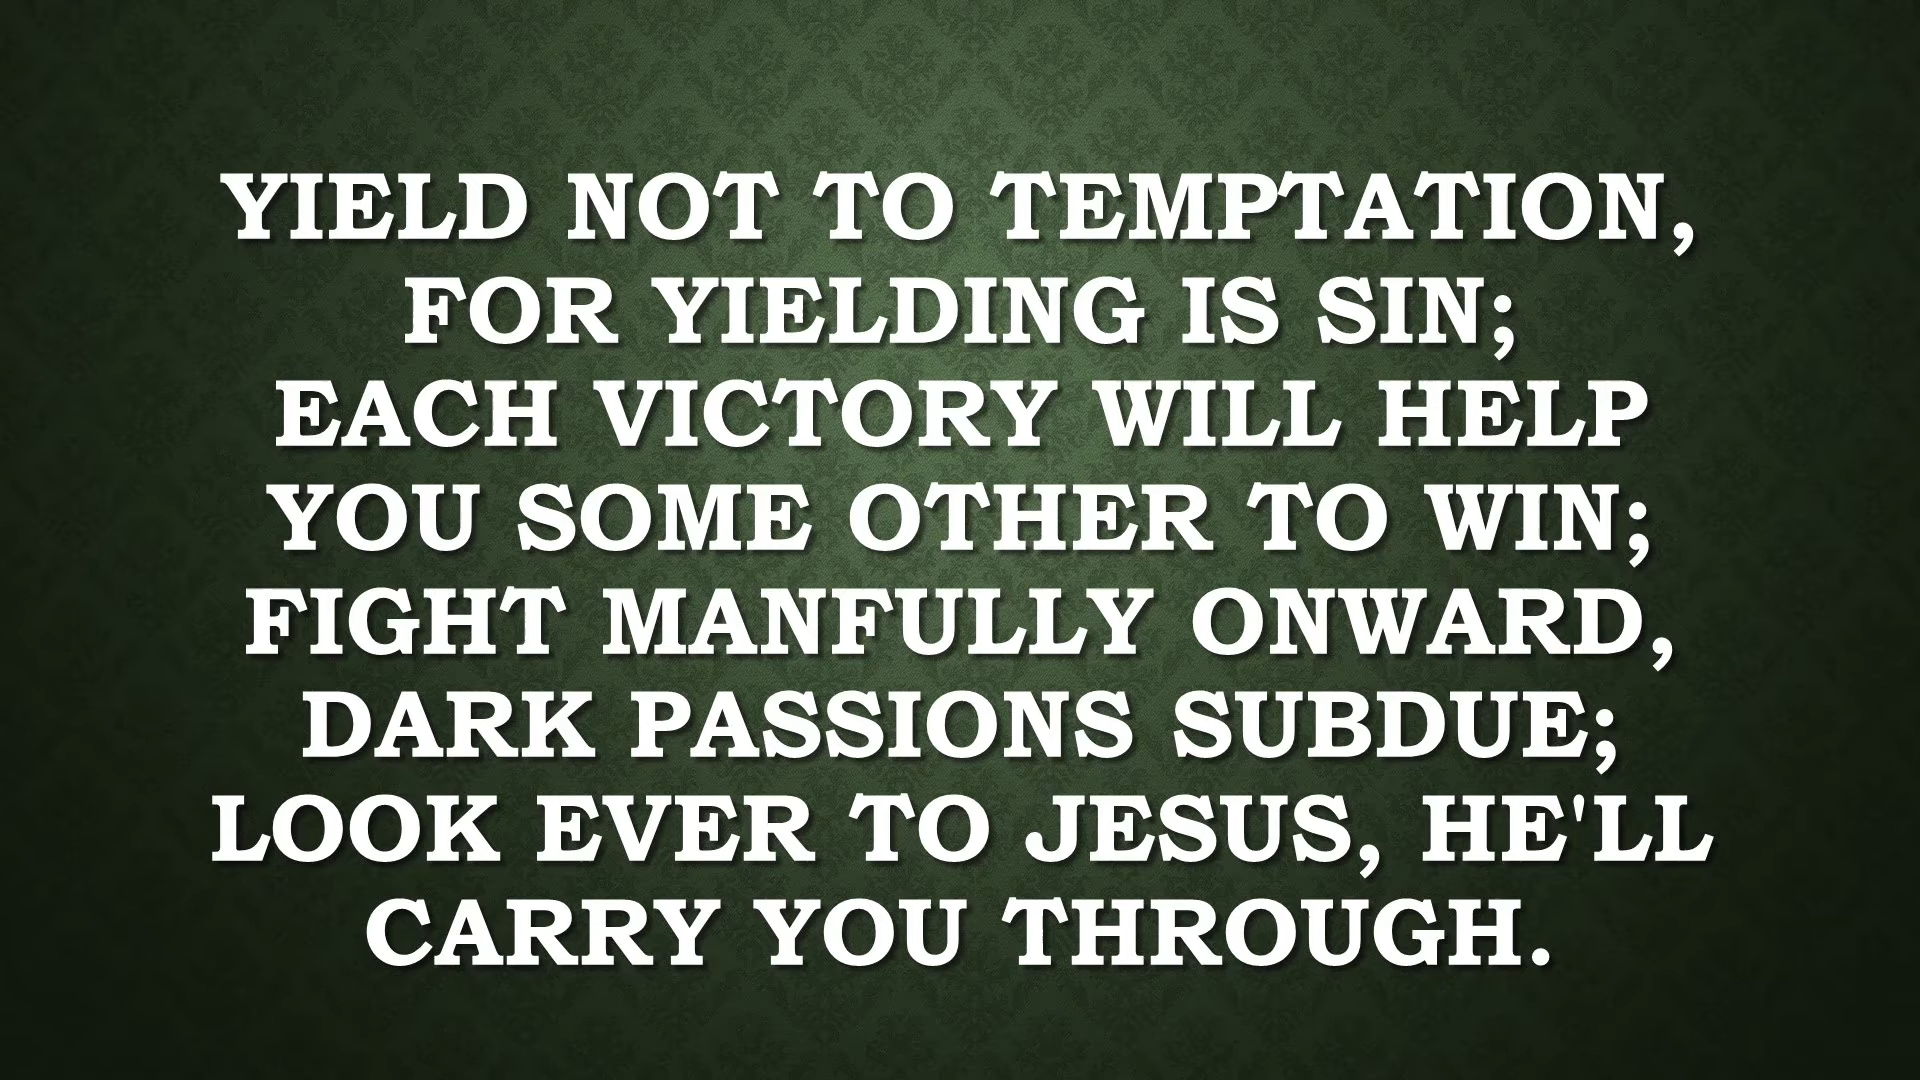 YIELD NOT TO TEMPTATION,
FOR YIELDING IS SIN;
EACH VICTORY WILL HELP
YOU SOME OTHER TO WIN;
FIGHT MANFULLY ONWARD,
DARK PASSIONS SUBDUE;
LOOK EVER TO JESUS, HE'LL
CARRY YOU THROUGH.